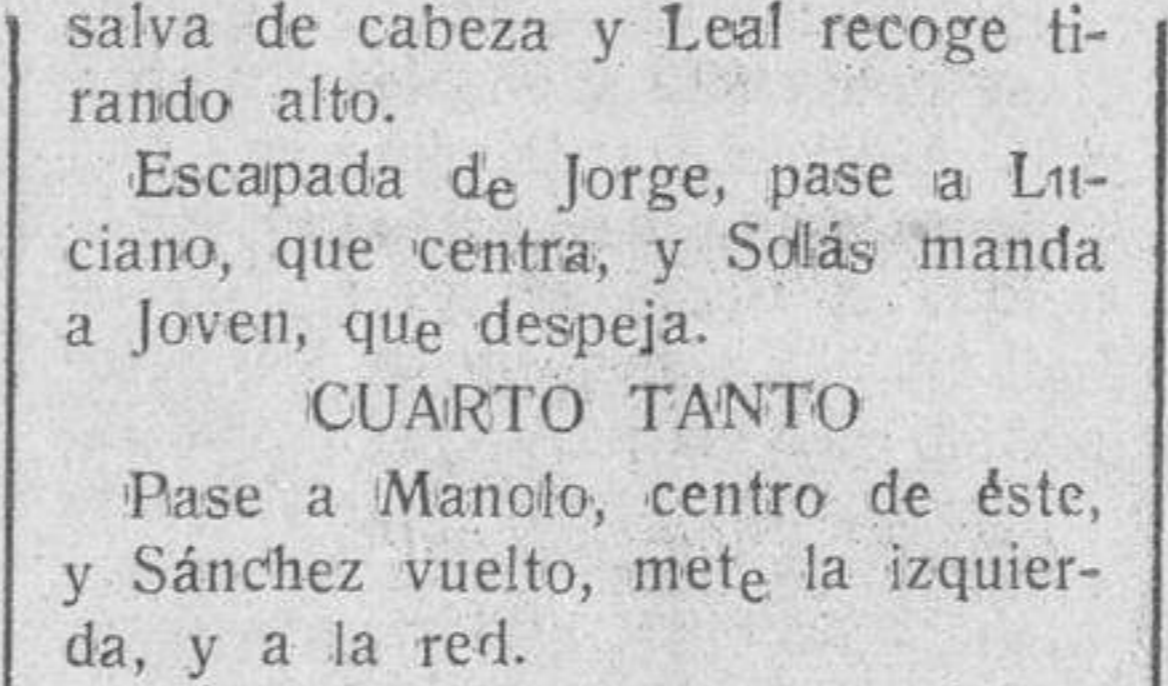 salva de cabeza y Leal recoge ti-
rando alto.
Escapada de Jorge, pase a Lu-
ciano, que centra, y Solás manda
a Joven, que despeja.
CUARTO TANTO
Pase a Manolo, centro de éste,
y Sánchez vuelto, mete la izquier-
da, y a la red.